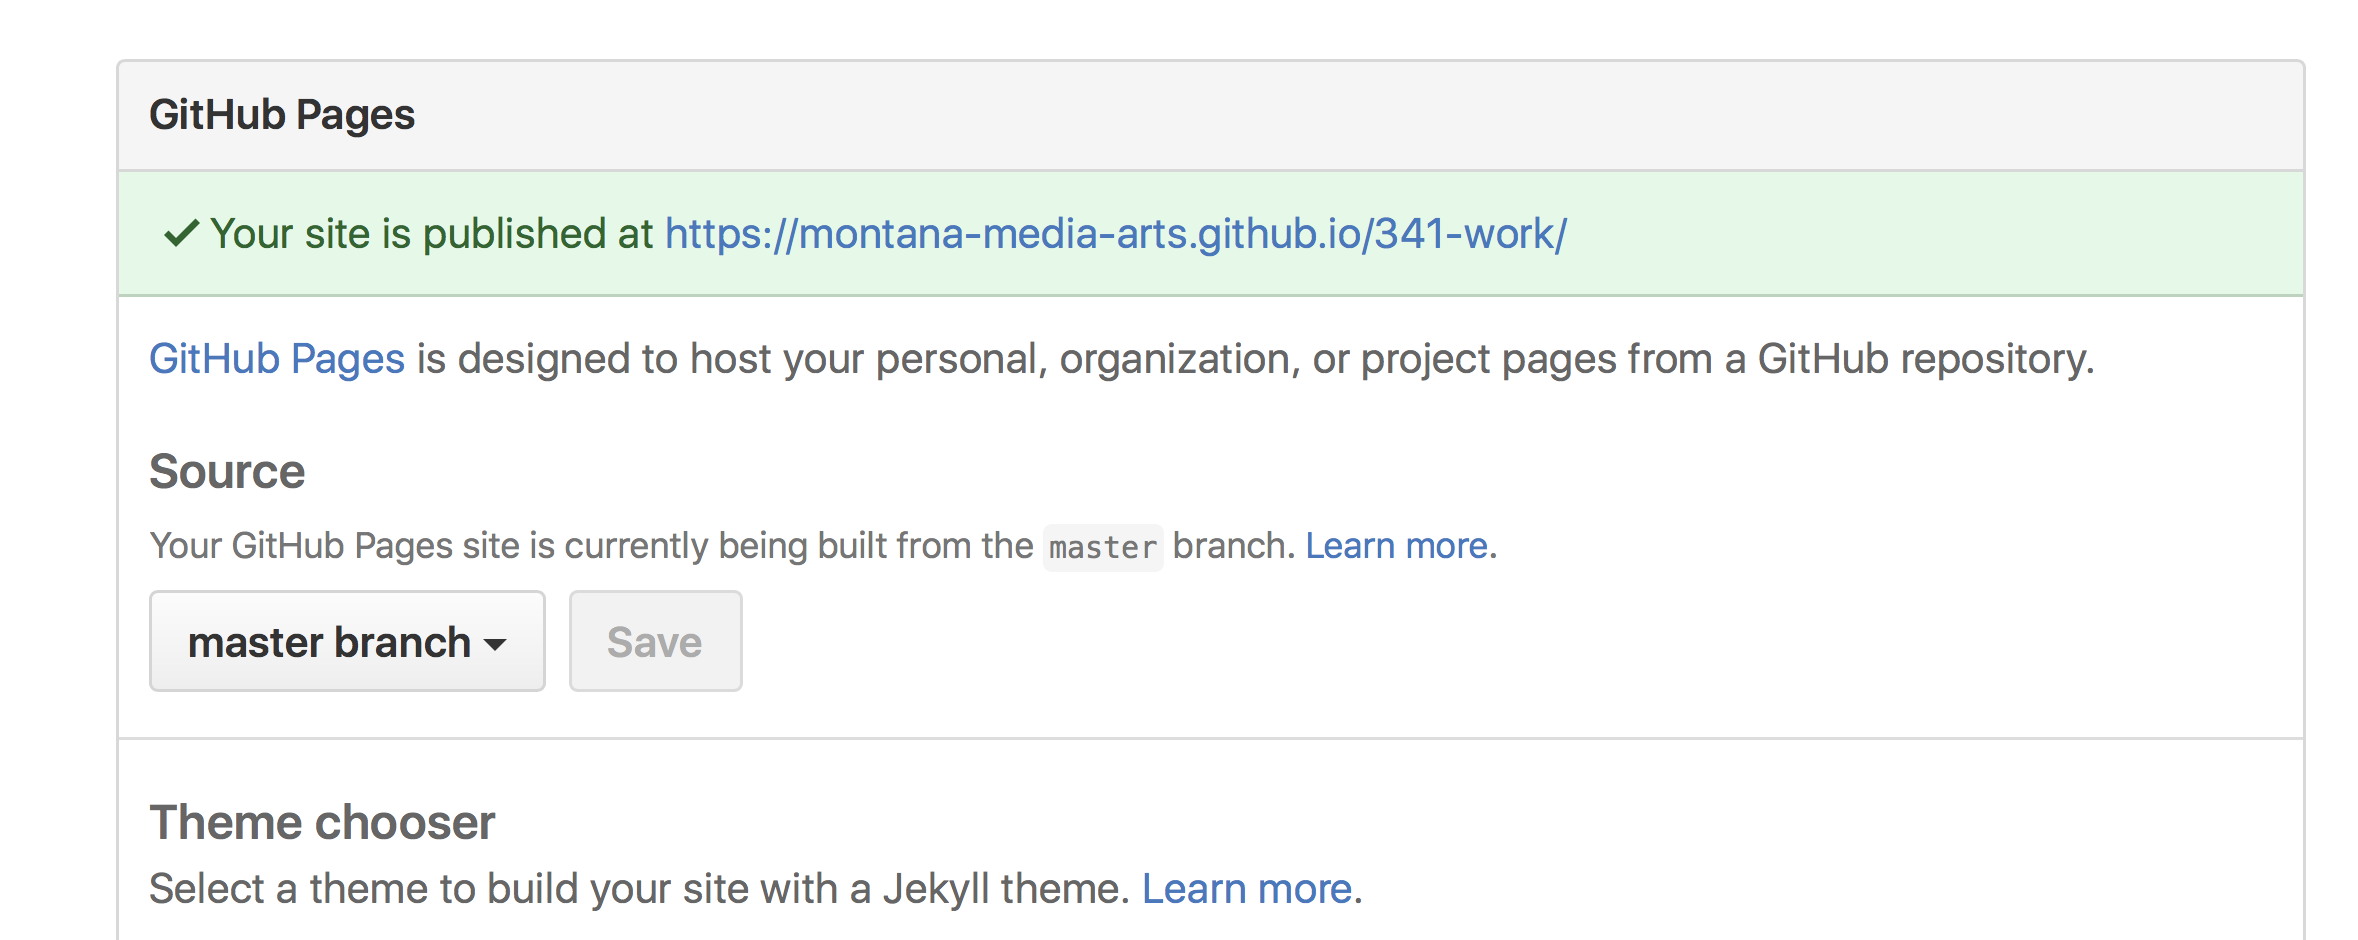 GitHub Pages
Your site is published at https://montana-media-arts.github.io/341-work/
GitHub Pages is designed to host your personal, organization, or project pages from a GitHub repository.
Source
Your GitHub Pages site is currently being built from the master branch. Learn more.
master branch
Save
Theme chooser
Select a theme to build your site with a Jekyll theme. Learn more.